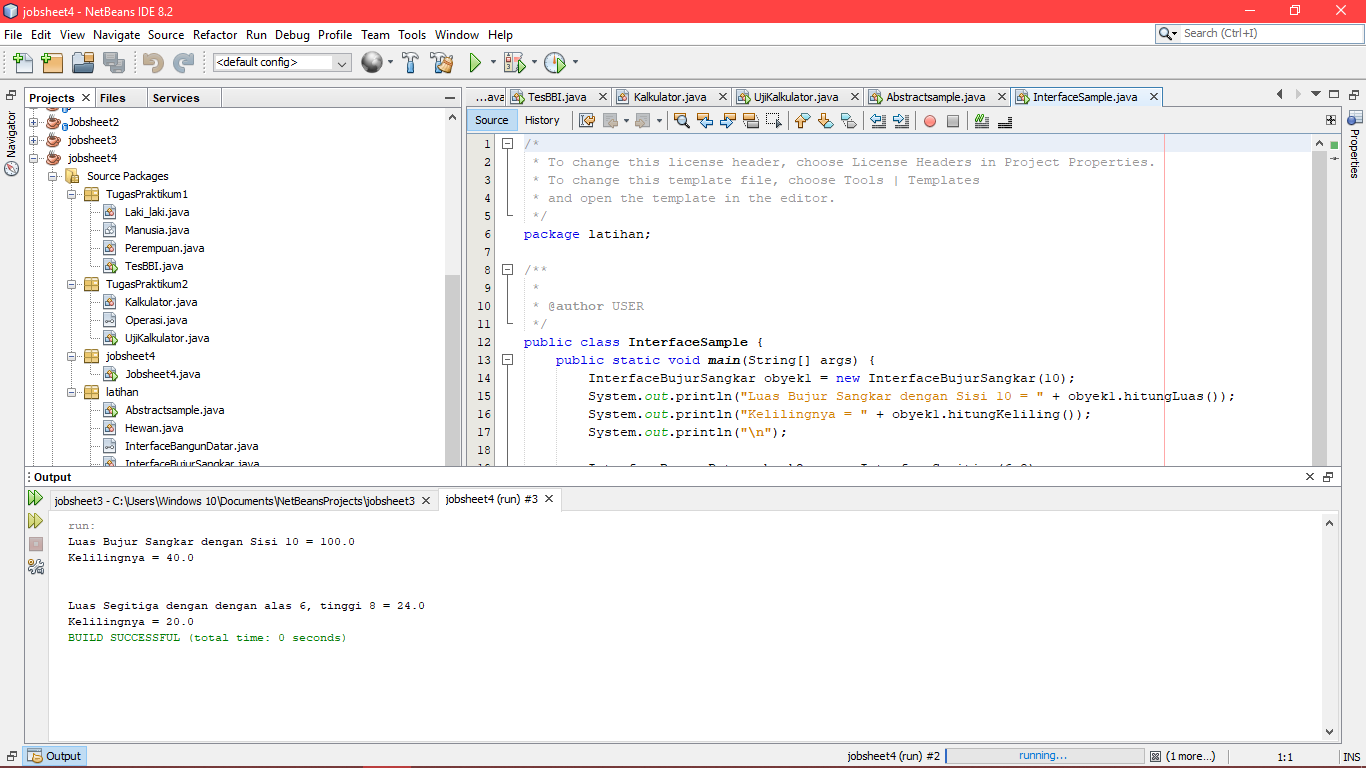 jobsheet4 - NetBeans IDE 8.2
File Edit View Navigate Source Refactor Run Debug Profile Team Tools Window Help
Search (Ctrl+I)
<default config>
Projects Files Services
Navigator
Jobsheet2
jobsheet3
jobsheet4
Source Packages
TugasPraktikum1
Laki_laki.java
Manusia.java
Perempuan.java
TesBBI.java
TugasPraktikum2
Kalkulator.java
Operasi.java
UjiKalkulator.java
jobsheet4
Jobsheet4.java
latihan
Abstractsample.java
Hewan.java
InterfaceBangunDatar.java
InterfaceBujurSangkar.java
...ava TesBBI.java Kalkulator.java UjiKalkulator.java Abstractsample.java InterfaceSample.java
Source History
Properties
1 /*
2 * To change this license header, choose License Headers in Project Properties.
3 * To change this template file, choose Tools | Templates
4 * and open the template in the editor.
5 */
6 package latihan;
7
8 /**
9 *
10 * @author USER
11 */
12 public class InterfaceSample {
13 public static void main(String[] args) {
14 InterfaceBujurSangkar obyek1 = new InterfaceBujurSangkar(10);
15 System.out.println("Luas Bujur Sangkar dengan Sisi 10 = " + obyek1.hitungLuas());
16 System.out.println("Kelilingnya = " + obyek1.hitungKeliling());
17 System.out.println("\n");
18
Output
jobsheet3 - C:\Users\Windows 10\Documents\NetBeansProjects\jobsheet3 jobsheet4 (run) #3
run:
Luas Bujur Sangkar dengan Sisi 10 = 100.0
Kelilingnya = 40.0
Luas Segitiga dengan dengan alas 6, tinggi 8 = 24.0
Kelilingnya = 20.0
BUILD SUCCESSFUL (total time: 0 seconds)
Output
jobsheet4 (run) #2 running... (1 more...) 1:1 INS